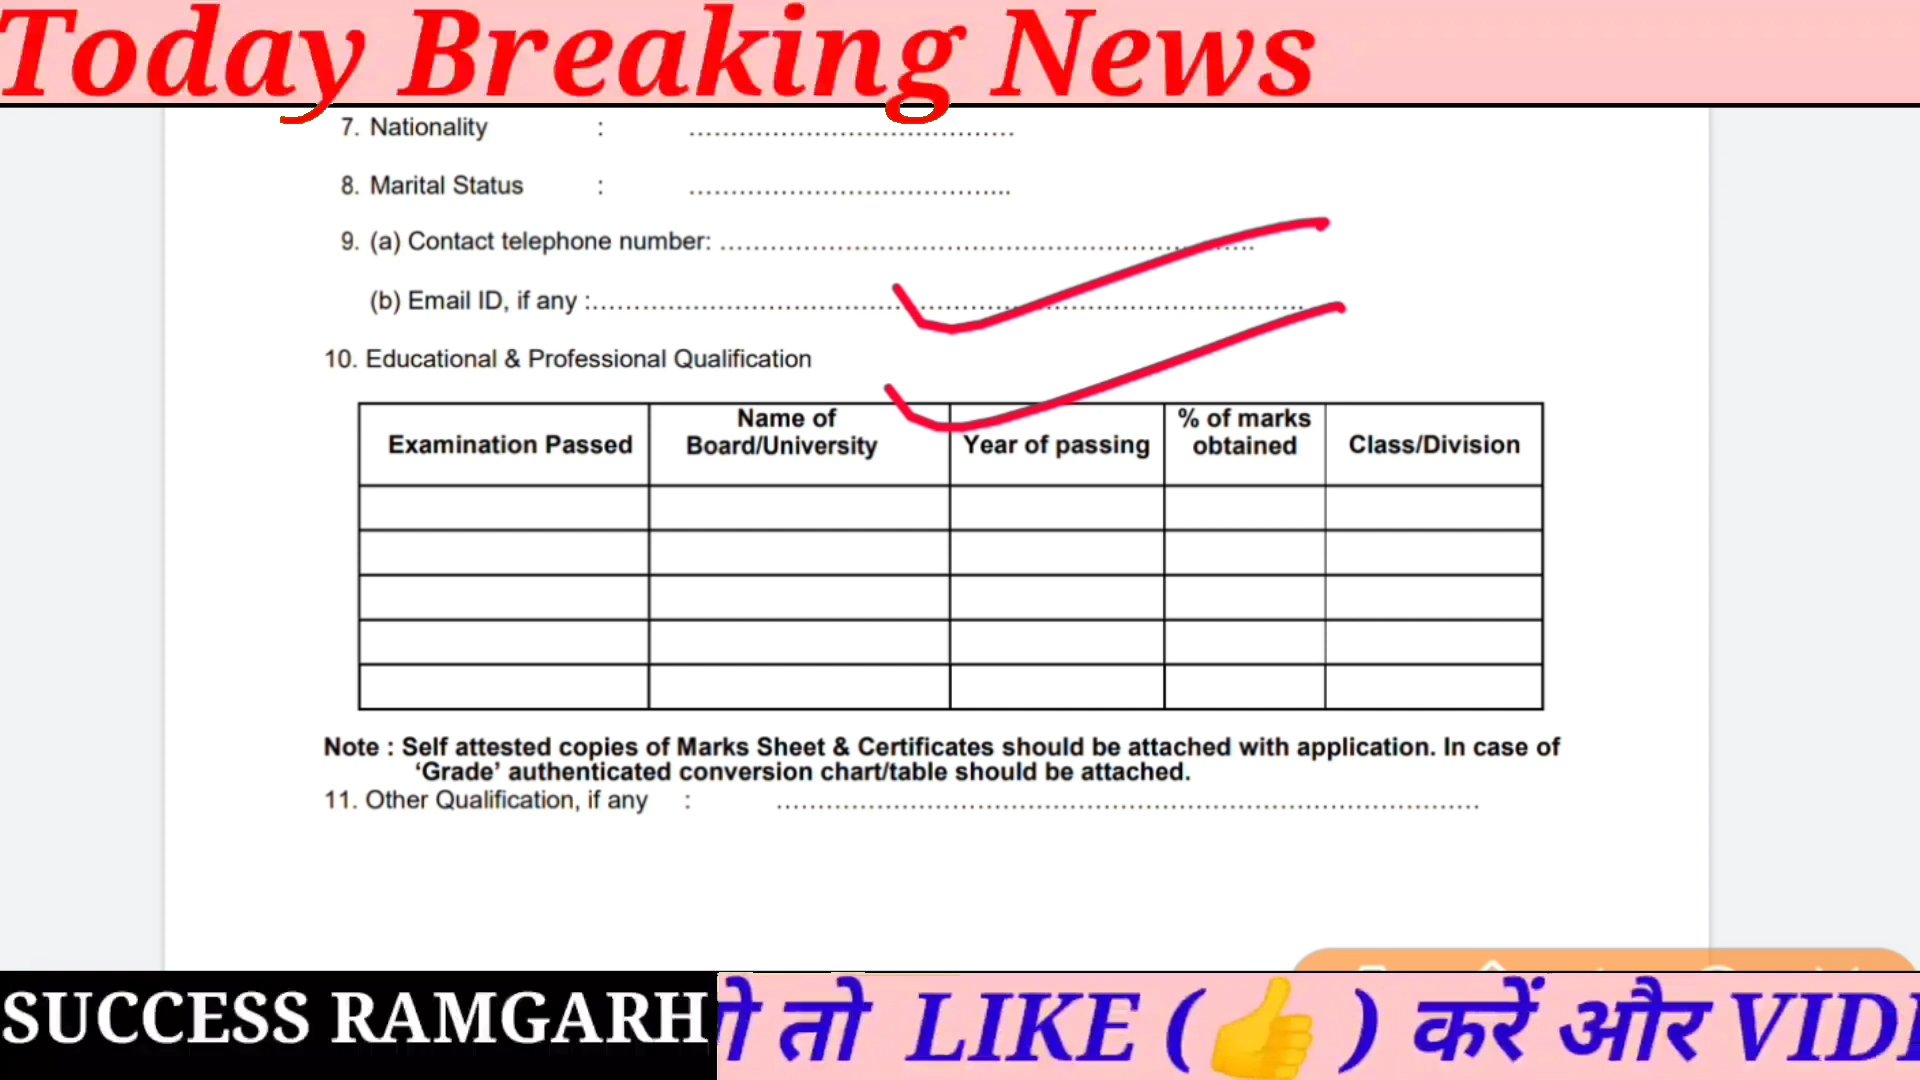 Today Breaking News
7. Nationality : .......................................
8. Marital Status : .......................................
9. (a) Contact telephone number: ................................................................
(b) Email ID, if any :......................................................................................
10. Educational & Professional Qualification
Examination Passed | Name of Board/University | Year of passing | % of marks obtained | Class/Division
Note : Self attested copies of Marks Sheet & Certificates should be attached with application. In case of
‘Grade’ authenticated conversion chart/table should be attached.
11. Other Qualification, if any : .....................................................................................
SUCCESS RAMGARH
तो LIKE (👍) करें और